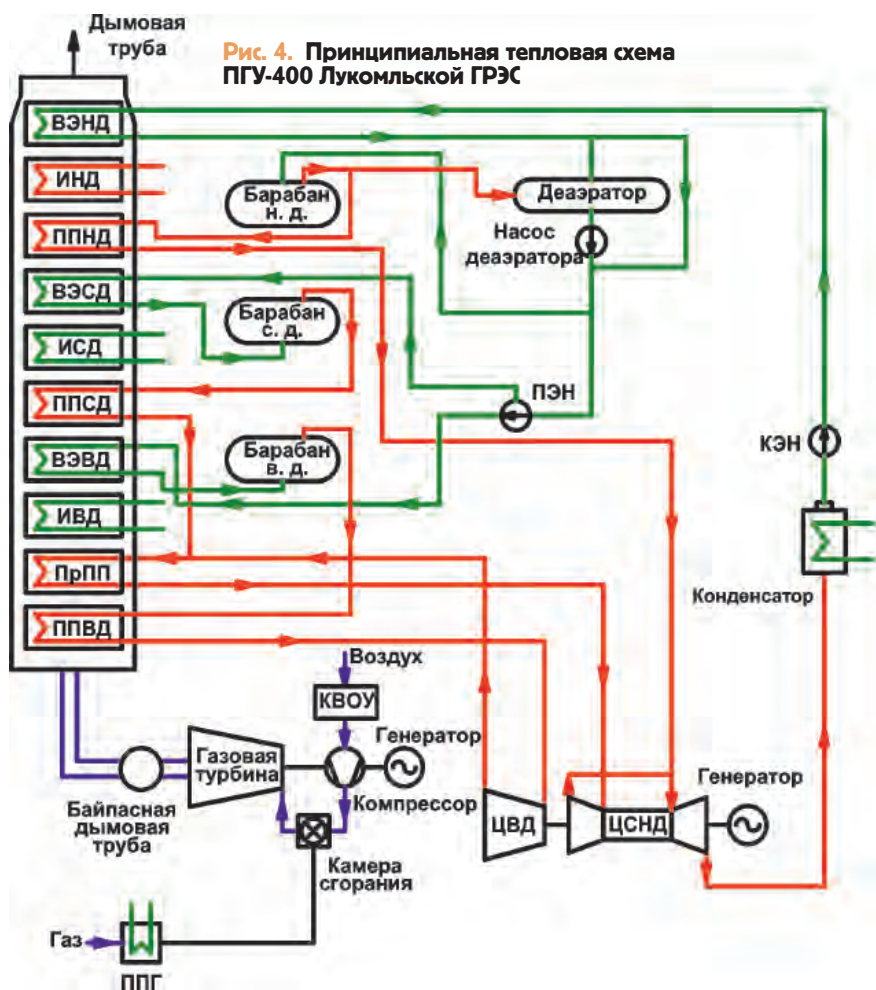 Дымовая
труба
Рис. 4. Принципиальная тепловая схема
ПГУ-400 Лукомльской ГРЭС
ВЭНД
ИНД
ППНД
ВЭСД
ИСД
ППСД
ВЭВД
ИВД
ПрПП
ППВД
Барабан
н. д.
Деаэратор
Насос
деаэратора
Барабан
с. д.
ПЭН
Барабан
в. д.
КЭН
Конденсатор
Воздух
КВОУ
Генератор
Газовая
турбина
Компрессор
Байпасная
дымовая
труба
Камера
сгорания
Генератор
ЦВД
ЦСНД
Газ
ППГ